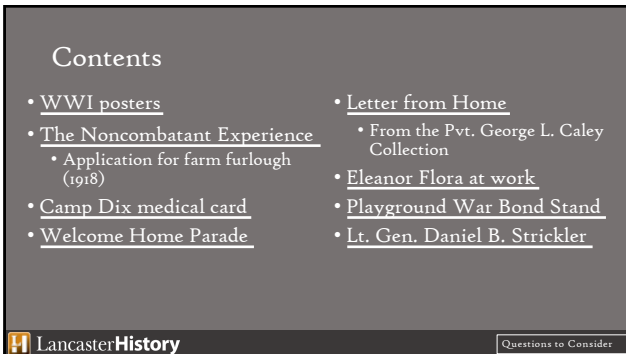 Contents
• WWI posters
• The Noncombatant Experience
• Application for farm furlough
(1918)
• Camp Dix medical card
• Welcome Home Parade
• Letter from Home
• From the Pvt. George L. Caley
Collection
• Eleanor Flora at work
• Playground War Bond Stand
• Lt. Gen. Daniel B. Strickler
LancasterHistory
Questions to Consider